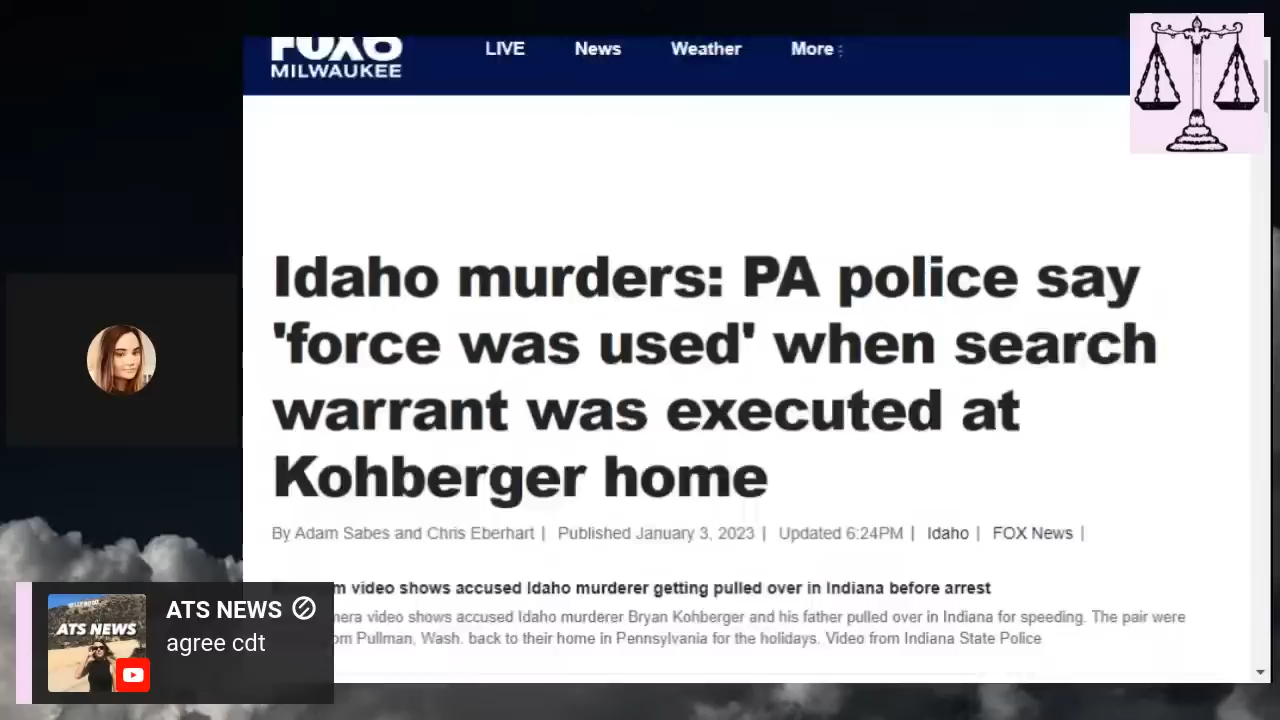 FOX6
MILWAUKEE
LIVE News Weather More
Idaho murders: PA police say
'force was used' when search
warrant was executed at
Kohberger home
By Adam Sabes and Chris Eberhart | Published January 3, 2023 | Updated 6:24PM | Idaho | FOX News |
video shows accused Idaho murderer getting pulled over in Indiana before arrest
video shows accused Idaho murderer Bryan Kohberger and his father pulled over in Indiana for speeding. The pair were
Pullman, Wash. back to their home in Pennsylvania for the holidays. Video from Indiana State Police
ATS NEWS
ATS NEWS
agree cdt